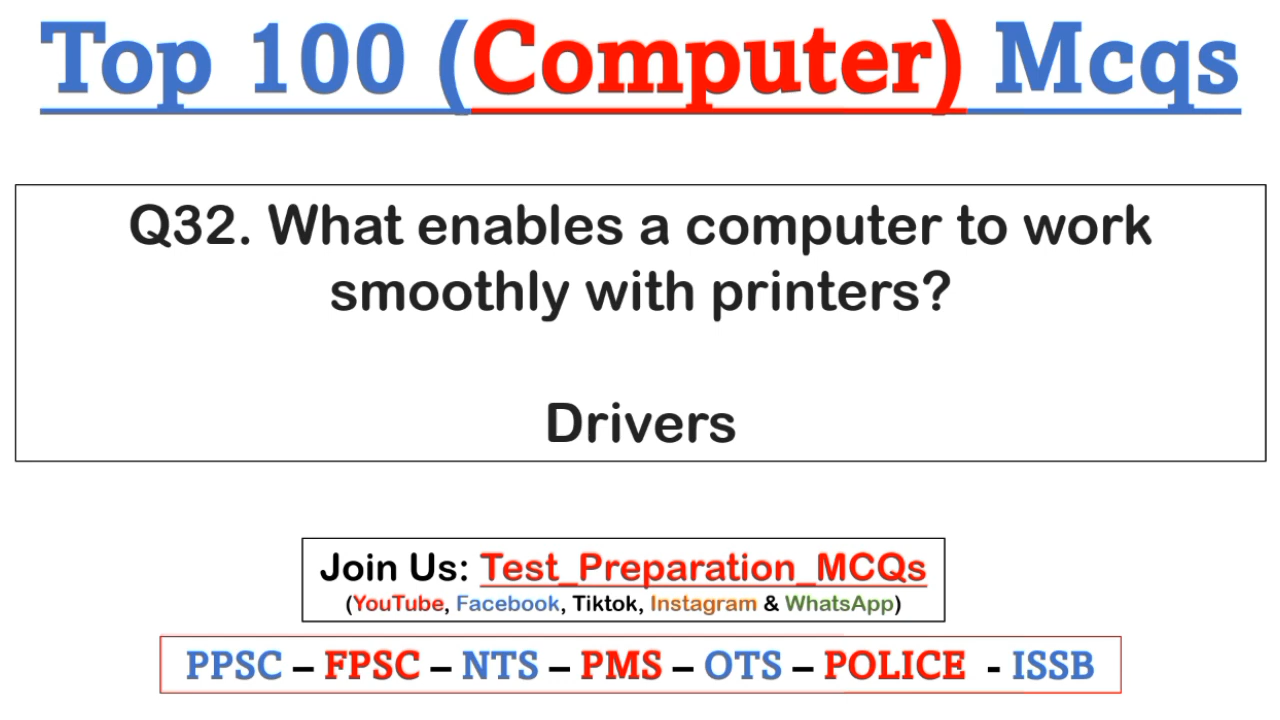 Top 100 (Computer) Mcqs
Q32. What enables a computer to work
smoothly with printers?
Drivers
Join Us: Test_Preparation_MCQs
(YouTube, Facebook, Tiktok, Instagram & WhatsApp)
PPSC – FPSC – NTS – PMS – OTS – POLICE - ISSB